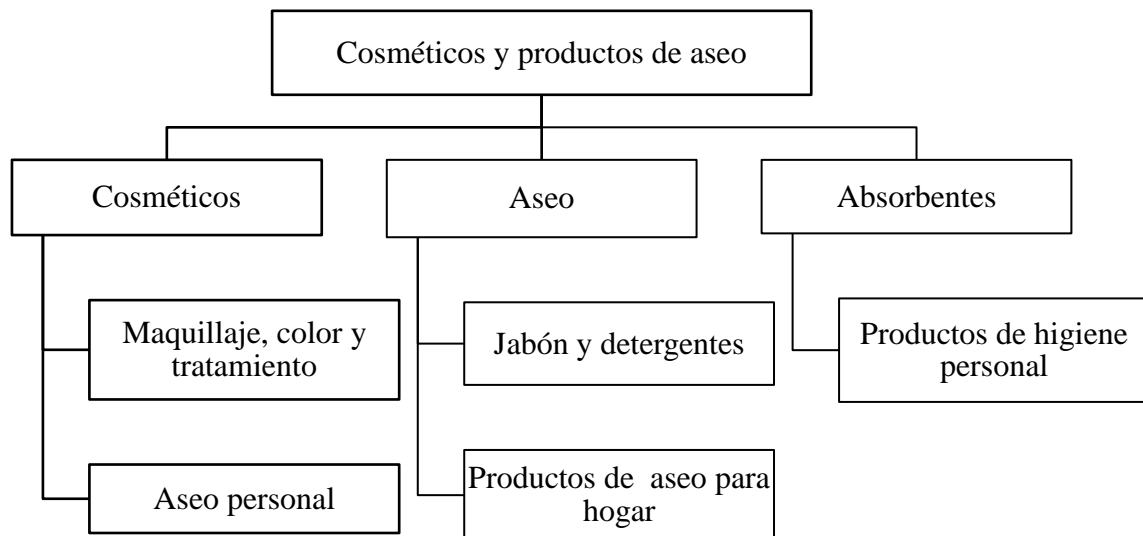 Cosméticos y productos de aseo
Cosméticos
Aseo
Absorbentes
Maquillaje, color y
tratamiento
Jabón y detergentes
Productos de higiene
personal
Aseo personal
Productos de aseo para
hogar